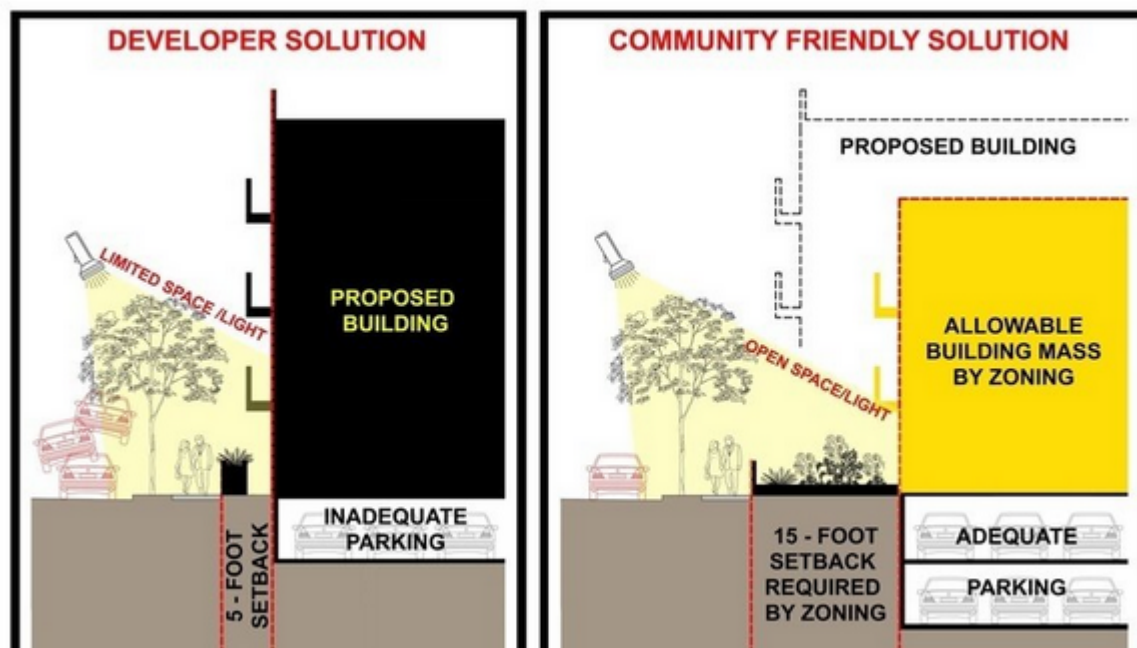 DEVELOPER SOLUTION
LIMITED SPACE /LIGHT
PROPOSED
BUILDING
5 - FOOT
SETBACK
INADEQUATE
PARKING
COMMUNITY FRIENDLY SOLUTION
PROPOSED BUILDING
OPEN SPACE/LIGHT
ALLOWABLE
BUILDING MASS
BY ZONING
15 - FOOT
SETBACK
REQUIRED
BY ZONING
ADEQUATE
PARKING